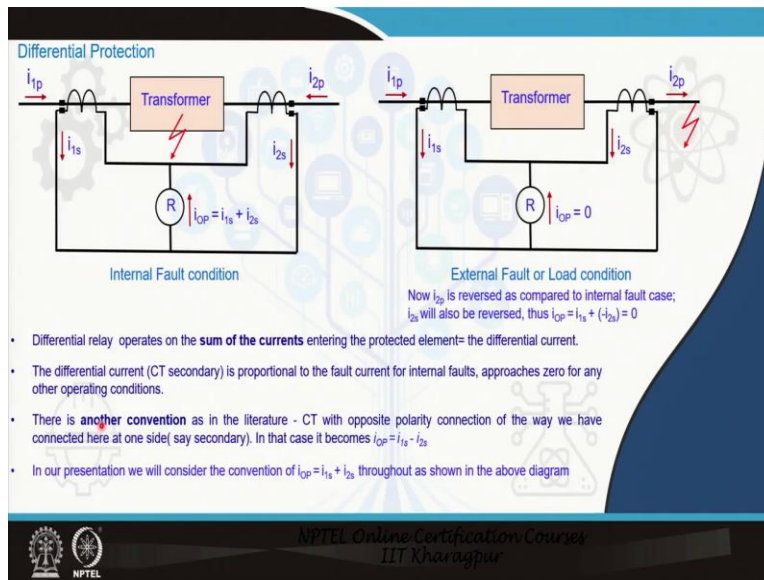 Differential Protection
i1p
Transformer
i2p
i1s
i2s
R
iOP = i1s + i2s
Internal Fault condition
i1p
Transformer
i2p
i1s
i2s
R
iOP = 0
External Fault or Load condition
Now i2p is reversed as compared to internal fault case;
i2s will also be reversed, thus iOP = i1s + (-i2s) = 0
• Differential relay operates on the sum of the currents entering the protected element= the differential current.
• The differential current (CT secondary) is proportional to the fault current for internal faults, approaches zero for any
other operating conditions.
• There is another convention as in the literature - CT with opposite polarity connection of the way we have
connected here at one side( say secondary). In that case it becomes iOP = i1s - i2s
• In our presentation we will consider the convention of iOP = i1s + i2s throughout as shown in the above diagram
NPTEL Online Certification Courses
IIT Kharagpur
NPTEL